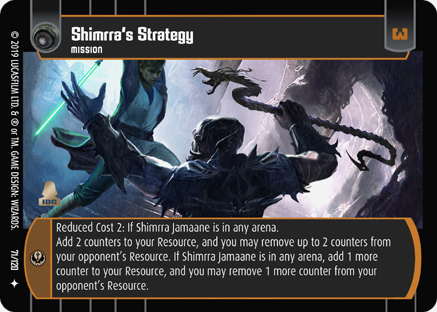 Shimrra's Strategy
MISSION
3
© 2019 LUCASFILM LTD. & ® OR TM. GAME DESIGN: WIZARDS.
71/120
Reduced Cost 2: If Shimrra Jamaane is in any arena.
Add 2 counters to your Resource, and you may remove up to 2 counters from
your opponent's Resource. If Shimrra Jamaane is in any arena, add 1 more
counter to your Resource, and you may remove 1 more counter from your
opponent's Resource.